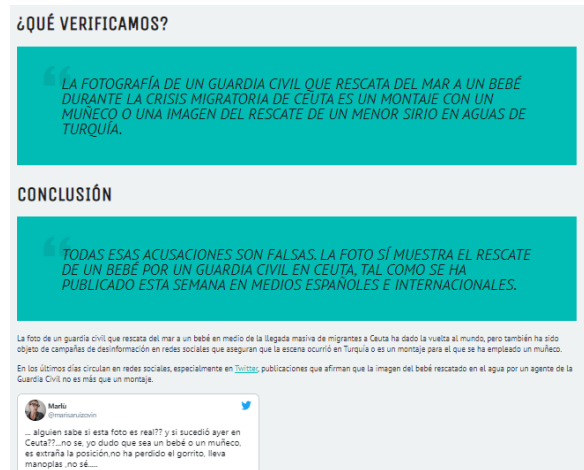 ¿QUÉ VERIFICAMOS?
LA FOTOGRAFÍA DE UN GUARDIA CIVIL QUE RESCATA DEL MAR A UN BEBÉ
DURANTE LA CRISIS MIGRATORIA DE CEUTA ES UN MONTAJE CON UN
MUÑECO O UNA IMAGEN DEL RESCATE DE UN MENOR SIRIO EN AGUAS DE
TURQUÍA.
CONCLUSIÓN
TODAS ESAS ACUSACIONES SON FALSAS. LA FOTO SÍ MUESTRA EL RESCATE
DE UN BEBÉ POR UN GUARDIA CIVIL EN CEUTA, TAL COMO SE HA
PUBLICADO ESTA SEMANA EN MEDIOS ESPAÑOLES E INTERNACIONALES.
La foto de un guardia civil que rescata del mar a un bebé en medio de la llegada masiva de migrantes a Ceuta ha dado la vuelta al mundo, pero también ha sido
objeto de campañas de desinformación en redes sociales que aseguran que la escena ocurrió en Turquía o es un montaje para el que se ha empleado un muñeco.
En los últimos días circulan en redes sociales, especialmente en Twitter, publicaciones que afirman que la imagen del bebé rescatado en el agua por un agente de la
Guardia Civil no es más que un montaje.
Marlù
@marisaruizovin
... alguien sabe si esta foto es real?? y si sucedió ayer en
Ceuta??...no se, yo dudo que sea un bebé o un muñeco,
es extraña la posición,no ha perdido el gorrito, lleva
manoplas ,no sé.....